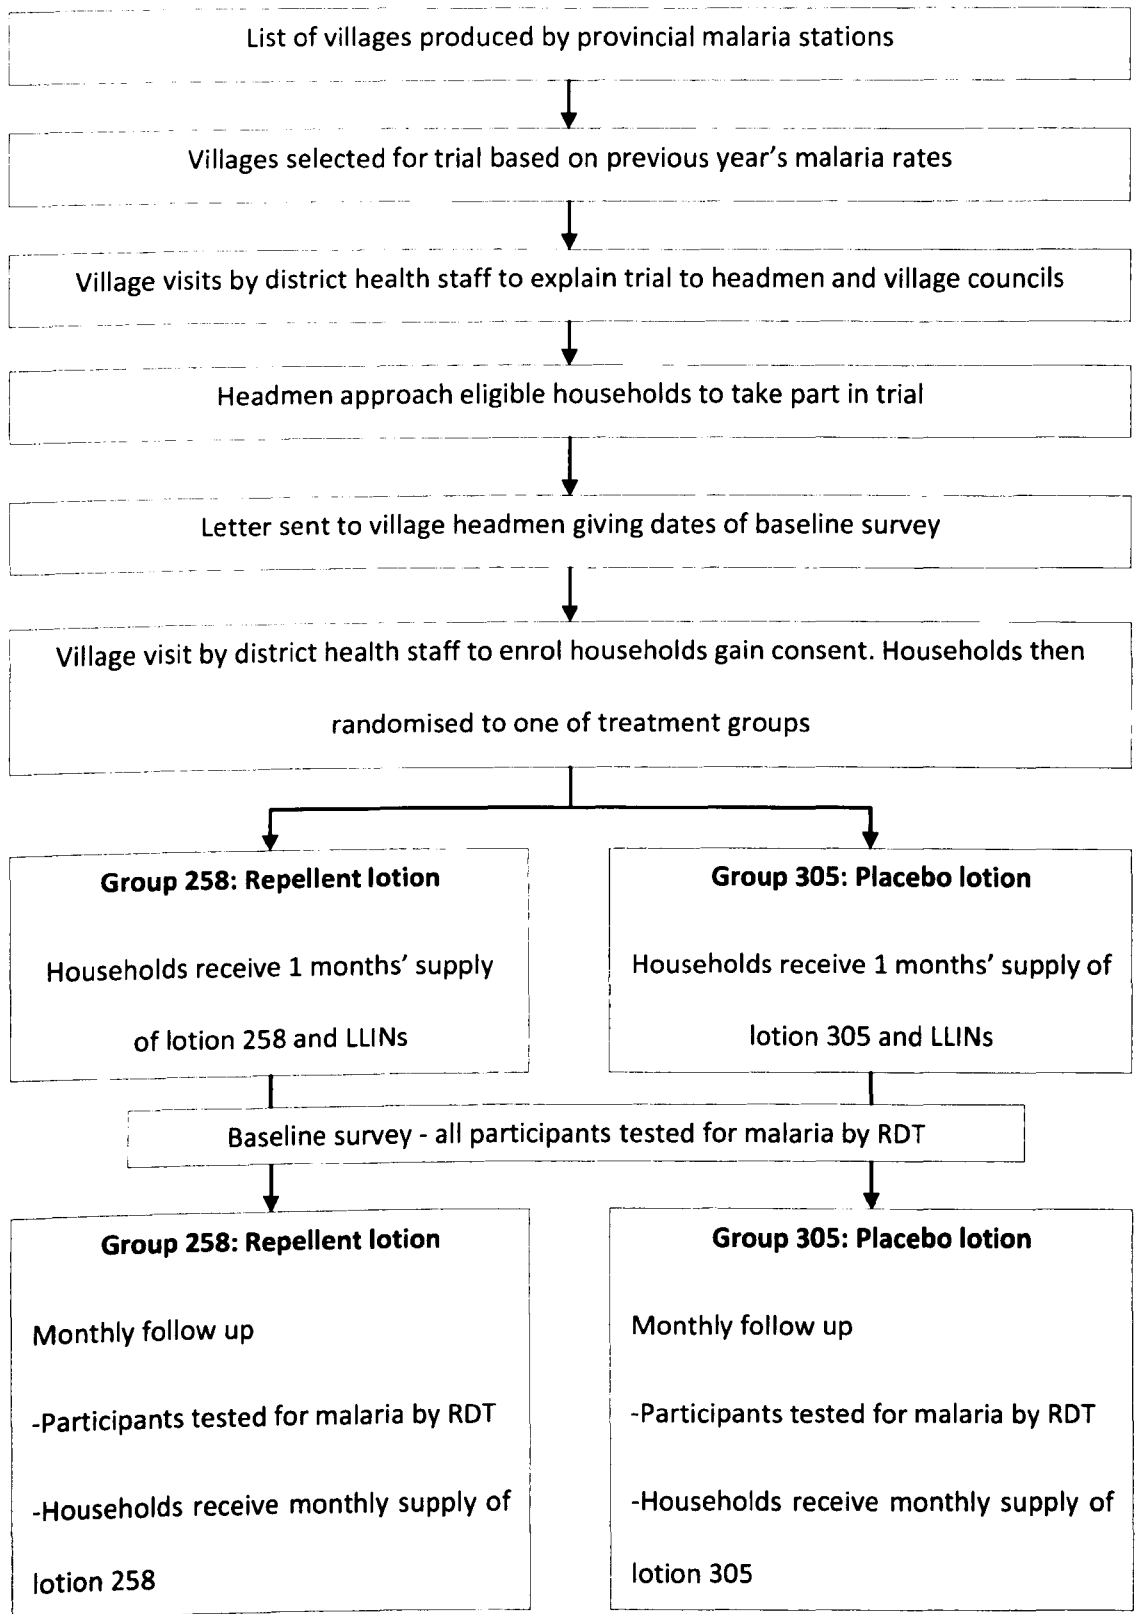 List of villages produced by provincial malaria stations
Villages selected for trial based on previous year's malaria rates
Village visits by district health staff to explain trial to headmen and village councils
Headmen approach eligible households to take part in trial
Letter sent to village headmen giving dates of baseline survey
Village visit by district health staff to enrol households gain consent. Households then
randomised to one of treatment groups
Group 258: Repellent lotion
Households receive 1 months' supply
of lotion 258 and LLINs
Group 305: Placebo lotion
Households receive 1 months' supply of
lotion 305 and LLINs
Baseline survey - all participants tested for malaria by RDT
Group 258: Repellent lotion
Monthly follow up
-Participants tested for malaria by RDT
-Households receive monthly supply of
lotion 258
Group 305: Placebo lotion
Monthly follow up
-Participants tested for malaria by RDT
-Households receive monthly supply of
lotion 305